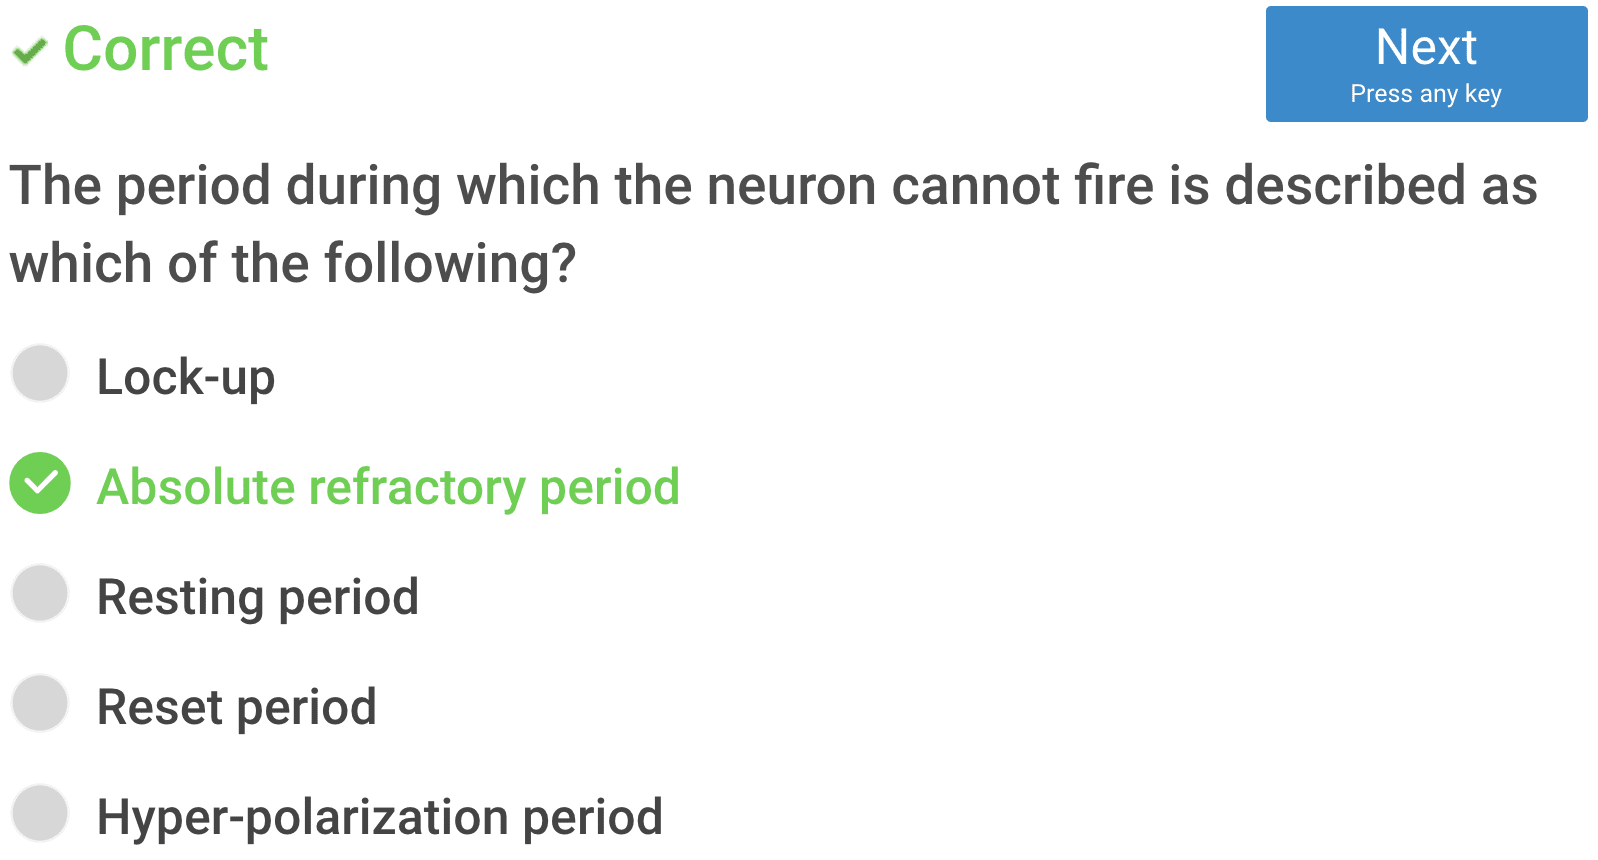 Correct
Next
Press any key
The period during which the neuron cannot fire is described as
which of the following?
Lock-up
Absolute refractory period
Resting period
Reset period
Hyper-polarization period